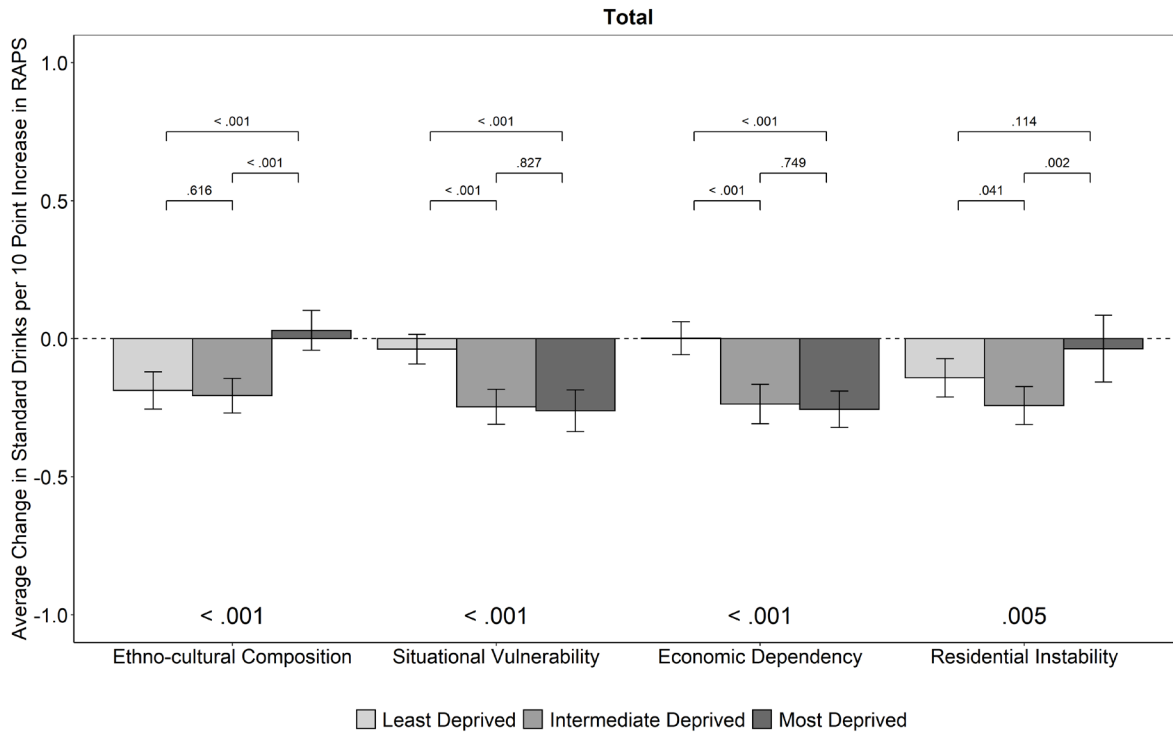 Total
Average Change in Standard Drinks per 10 Point Increase in RAPS
1.0
0.5
0.0
-0.5
-1.0
< .001
< .001
< .001
.114
< .001
.827
.749
.002
.616
< .001
< .001
.041
< .001
< .001
< .001
.005
Ethno-cultural Composition
Situational Vulnerability
Economic Dependency
Residential Instability
Least Deprived
Intermediate Deprived
Most Deprived